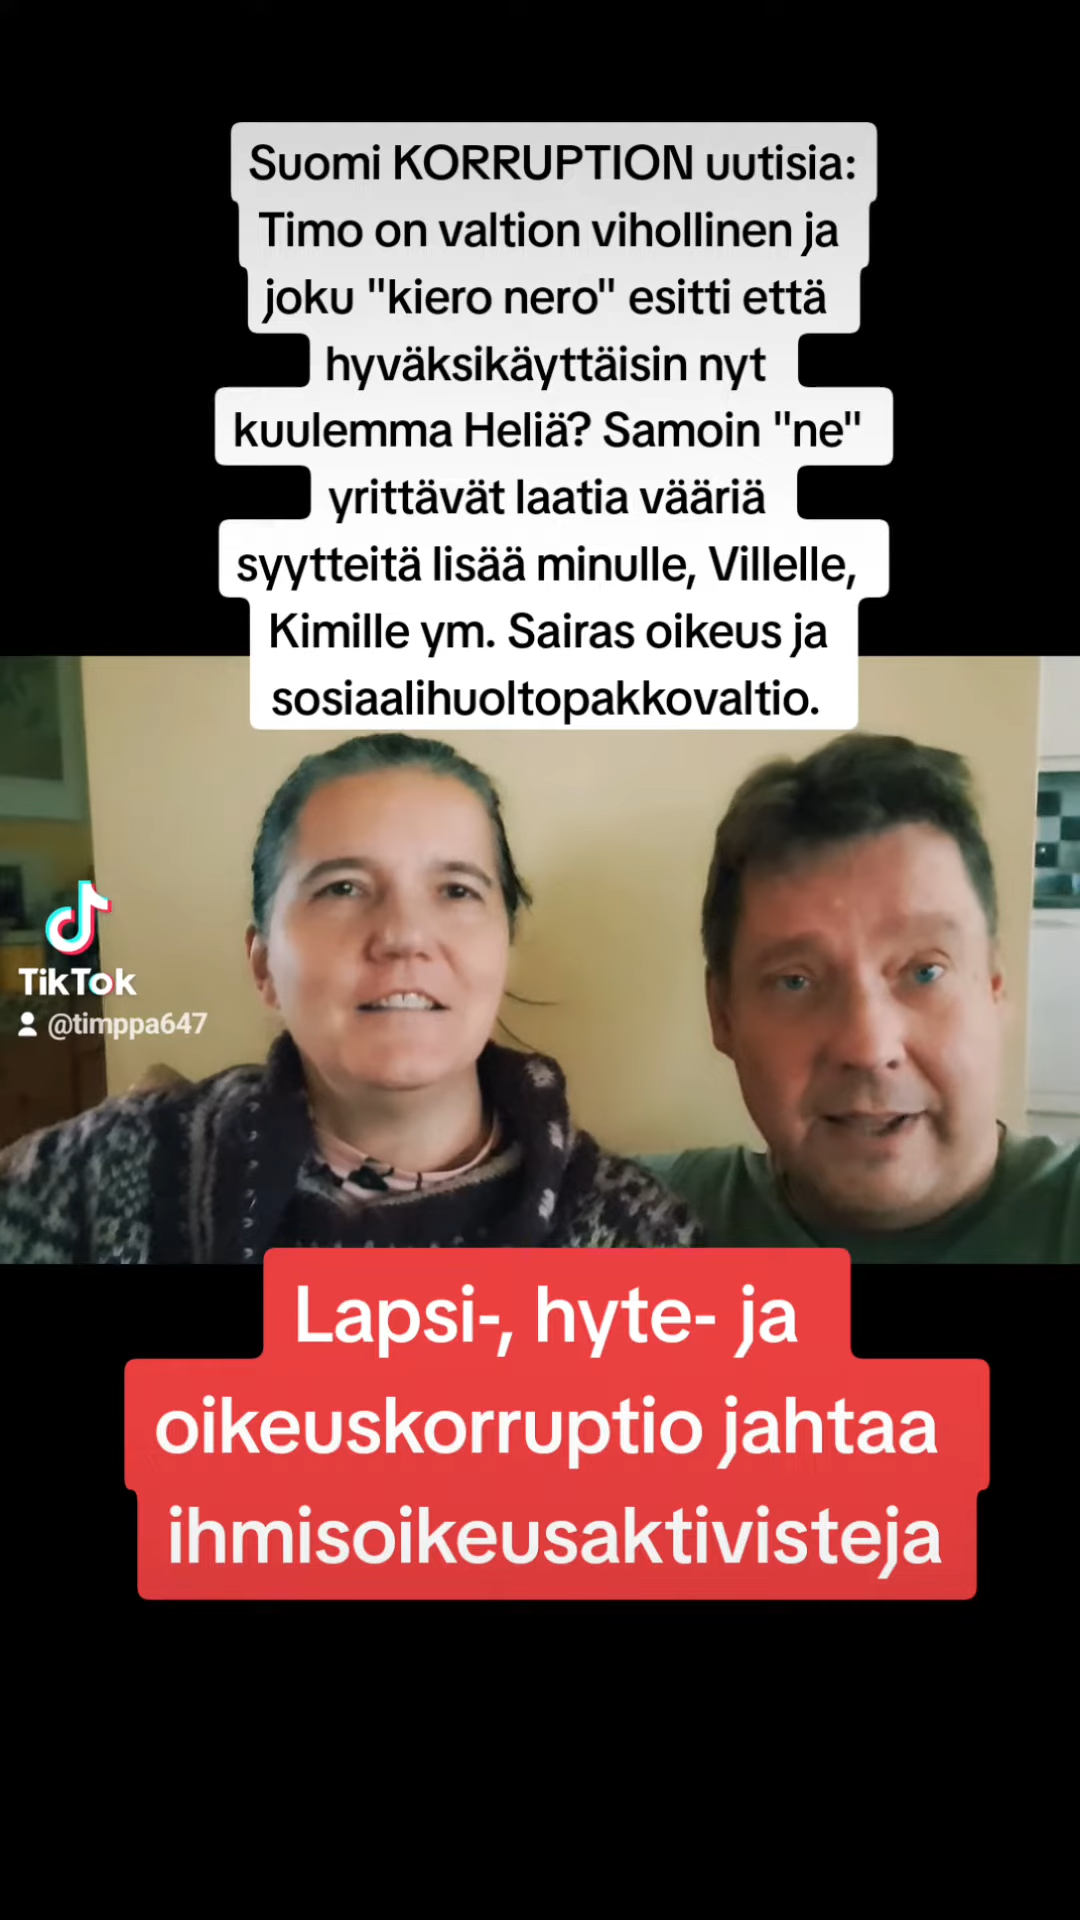 Suomi KORRUPTION uutisia:
Timo on valtion vihollinen ja
joku "kiero nero" esitti että
hyväksikäyttäisin nyt
kuulemma Heliä? Samoin "ne"
yrittävät laatia vääriä
syytteitä lisää minulle, Villelle,
Kimille ym. Sairas oikeus ja
sosiaalihuoltopakkovaltio.
TikTok
@timppa647
Lapsi-, hyte- ja
oikeuskorruptio jahtaa
ihmisoikeusaktivisteja